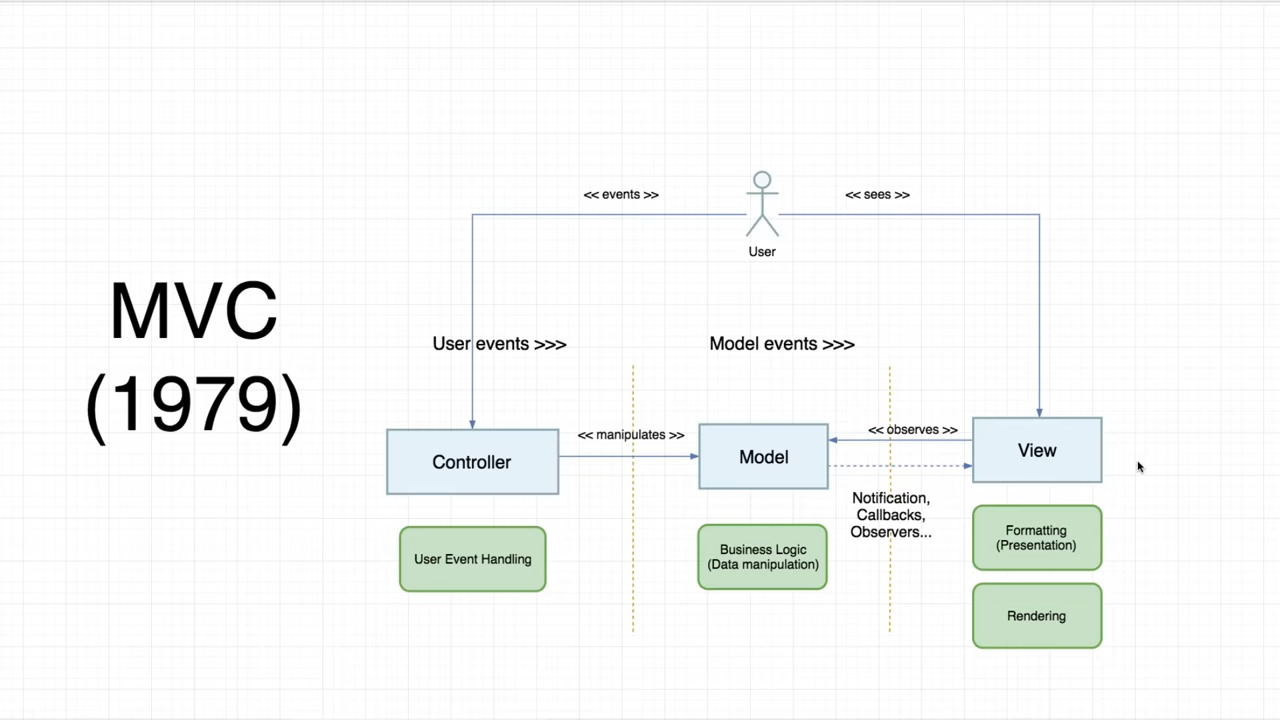 << events >>
<< sees >>
User
MVC
(1979)
User events >>>
Model events >>>
<< manipulates >>
<< observes >>
Controller
Model
View
Notification,
Callbacks,
Observers...
User Event Handling
Business Logic
(Data manipulation)
Formatting
(Presentation)
Rendering